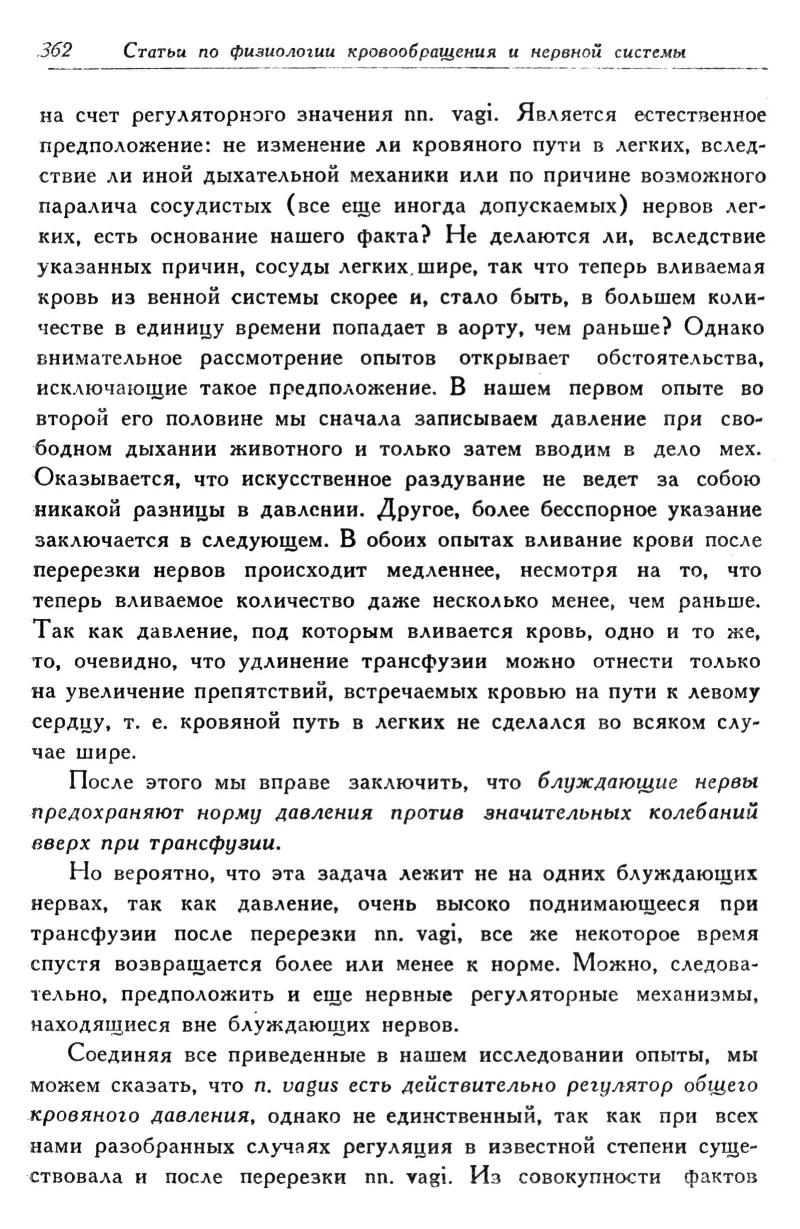 362 Статьи по физиологии кровообращения и нервной системы
на счет регуляторного значения nn. vagi. Является естественное
предположение: не изменение ли кровяного пути в легких, вслед-
ствие ли иной дыхательной механики или по причине возможного
паралича сосудистых (все еще иногда допускаемых) нервов лег-
ких, есть основание нашего факта? Не делаются ли, вследствие
указанных причин, сосуды легких шире, так что теперь вливаемая
кровь из венной системы скорее и, стало быть, в большем коли-
честве в единицу времени попадает в аорту, чем раньше? Однако
внимательное рассмотрение опытов открывает обстоятельства,
исключающие такое предположение. В нашем первом опыте во
второй его половине мы сначала записываем давление при сво-
бодном дыхании животного и только затем вводим в дело мех.
Оказывается, что искусственное раздувание не ведет за собою
никакой разницы в давлении. Другое, более бесспорное указание
заключается в следующем. В обоих опытах вливание крови после
перерезки нервов происходит медленнее, несмотря на то, что
теперь вливаемое количество даже несколько менее, чем раньше.
Так как давление, под которым вливается кровь, одно и то же,
то, очевидно, что удлинение трансфузии можно отнести только
на увеличение препятствий, встречаемых кровью на пути к левому
сердцу, т. е. кровяной путь в легких не сделался во всяком слу-
чае шире.
После этого мы вправе заключить, что блуждающие нервы
предохраняют норму давления против значительных колебаний
вверх при трансфузии.
Но вероятно, что эта задача лежит не на одних блуждающих
нервах, так как давление, очень высоко поднимающееся при
трансфузии после перерезки nn. vagi, все же некоторое время
спустя возвращается более или менее к норме. Можно, следова-
тельно, предположить и еще нервные регуляторные механизмы,
находящиеся вне блуждающих нервов.
Соединяя все приведенные в нашем исследовании опыты, мы
можем сказать, что n. vagus есть действительно регулятор общего
кровяного давления, однако не единственный, так как при всех
нами разобранных случаях регуляция в известной степени суще-
ствовала и после перерезки nn. vagi. Из совокупности фактов